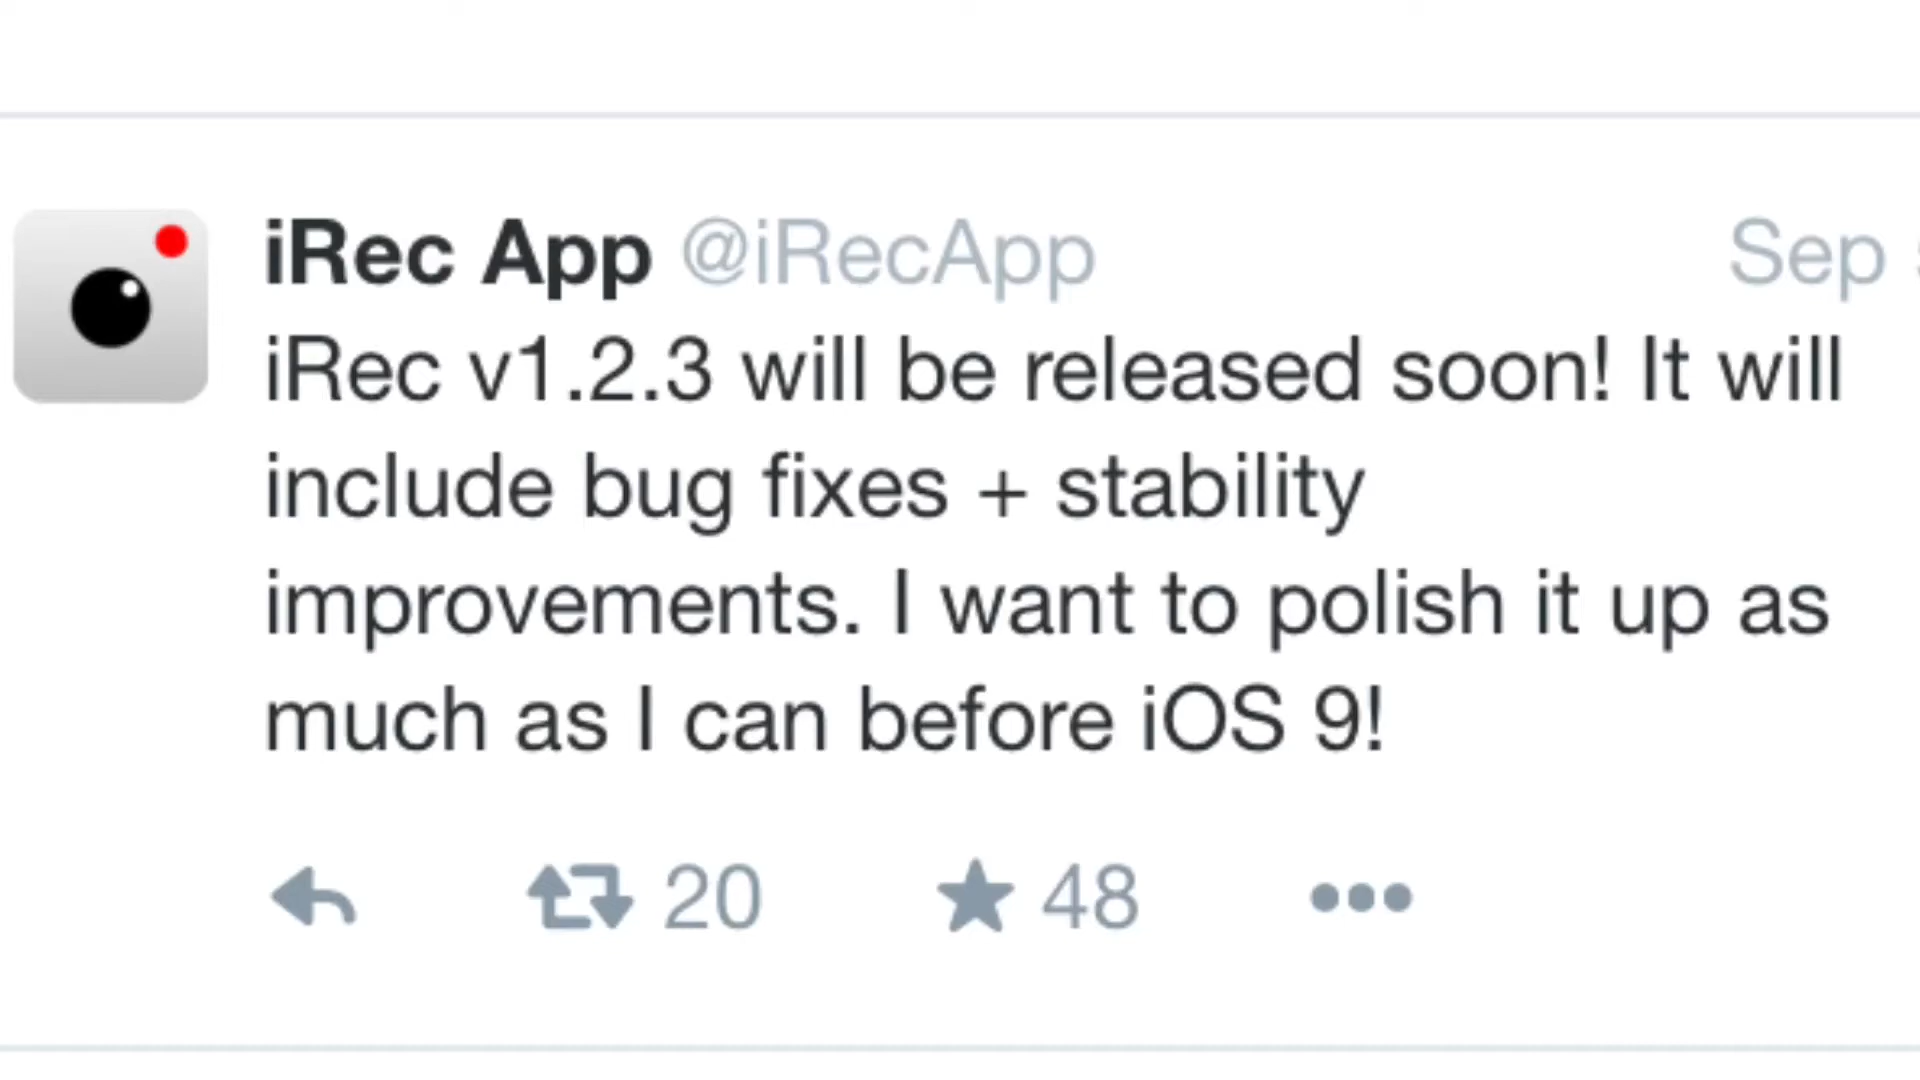 iRec App @iRecApp Sep
iRec v1.2.3 will be released soon! It will
include bug fixes + stability
improvements. I want to polish it up as
much as I can before iOS 9!
20 48